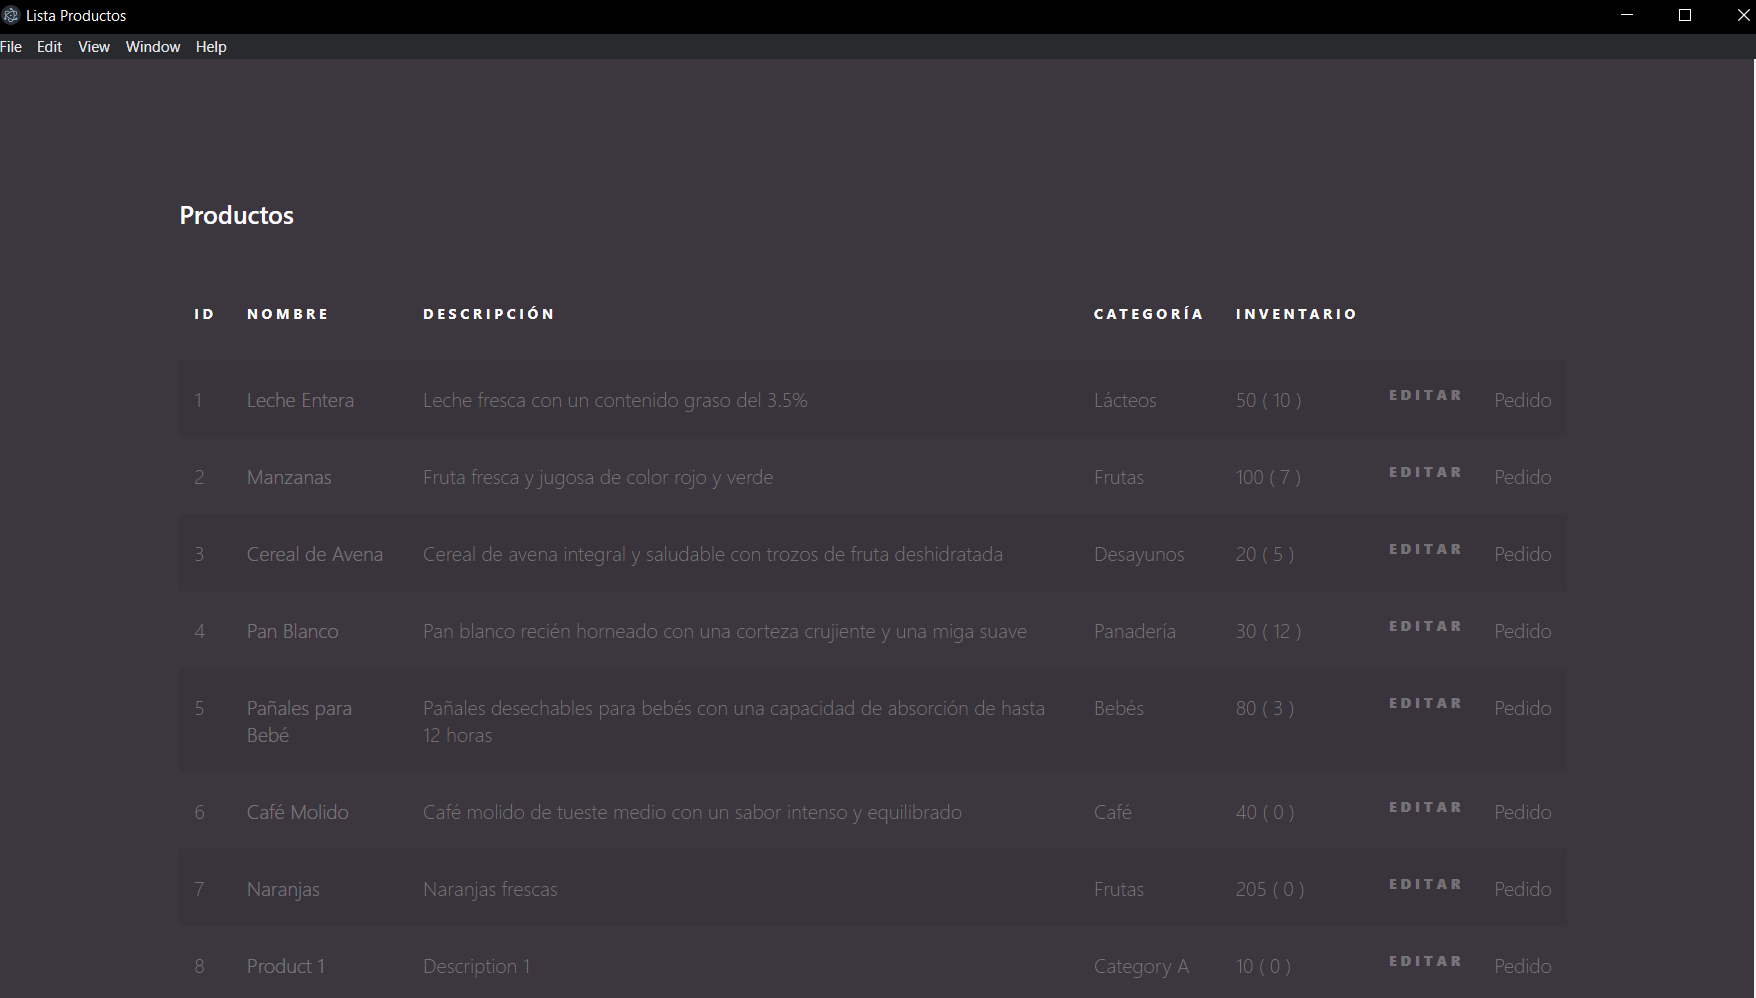 Lista Productos
File Edit View Window Help
Productos
ID NOMBRE DESCRIPCIÓN CATEGORÍA INVENTARIO
1 Leche Entera Leche fresca con un contenido graso del 3.5% Lácteos 50 ( 10 ) EDITAR Pedido
2 Manzanas Fruta fresca y jugosa de color rojo y verde Frutas 100 ( 7 ) EDITAR Pedido
3 Cereal de Avena Cereal de avena integral y saludable con trozos de fruta deshidratada Desayunos 20 ( 5 ) EDITAR Pedido
4 Pan Blanco Pan blanco recién horneado con una corteza crujiente y una miga suave Panadería 30 ( 12 ) EDITAR Pedido
5 Pañales para Pañales desechables para bebés con una capacidad de absorción de hasta Bebés 80 ( 3 ) EDITAR Pedido
Bebé 12 horas
6 Café Molido Café molido de tueste medio con un sabor intenso y equilibrado Café 40 ( 0 ) EDITAR Pedido
7 Naranjas Naranjas frescas Frutas 205 ( 0 ) EDITAR Pedido
8 Product 1 Description 1 Category A 10 ( 0 ) EDITAR Pedido